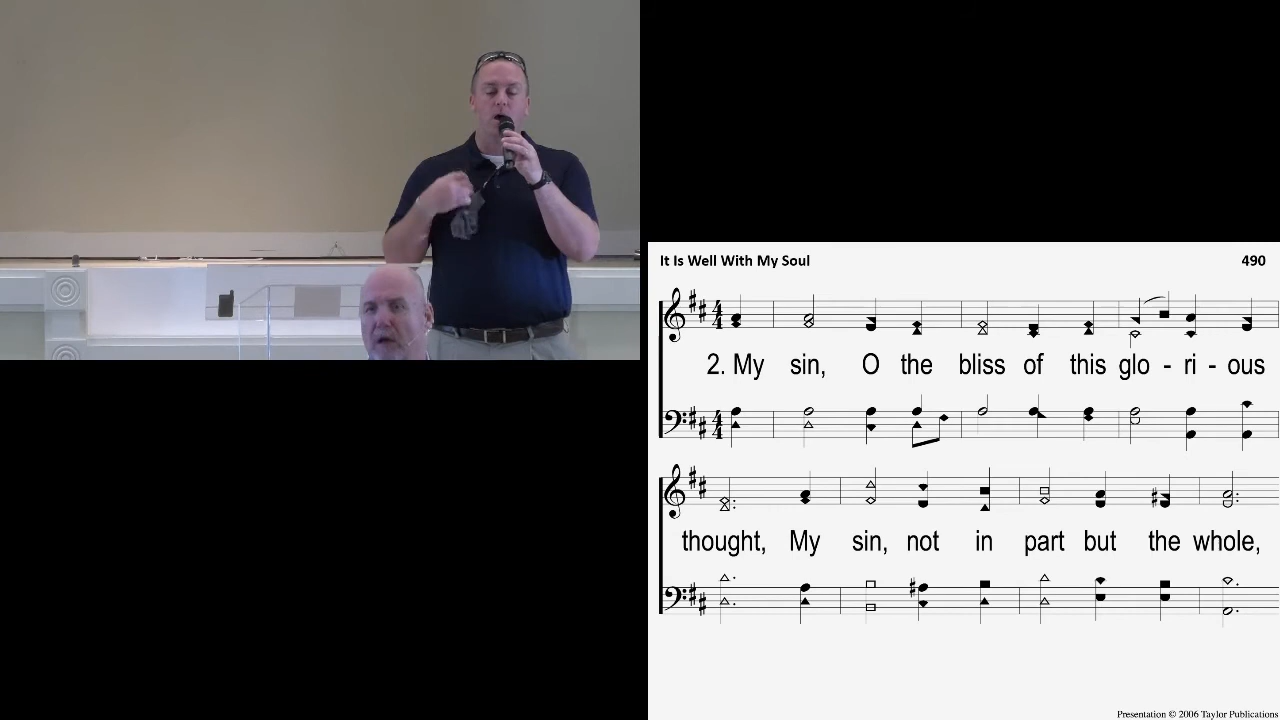 It Is Well With My Soul 490
2. My sin, O the bliss of this glo - ri - ous
thought, My sin, not in part but the whole,
Presentation © 2006 Taylor Publications